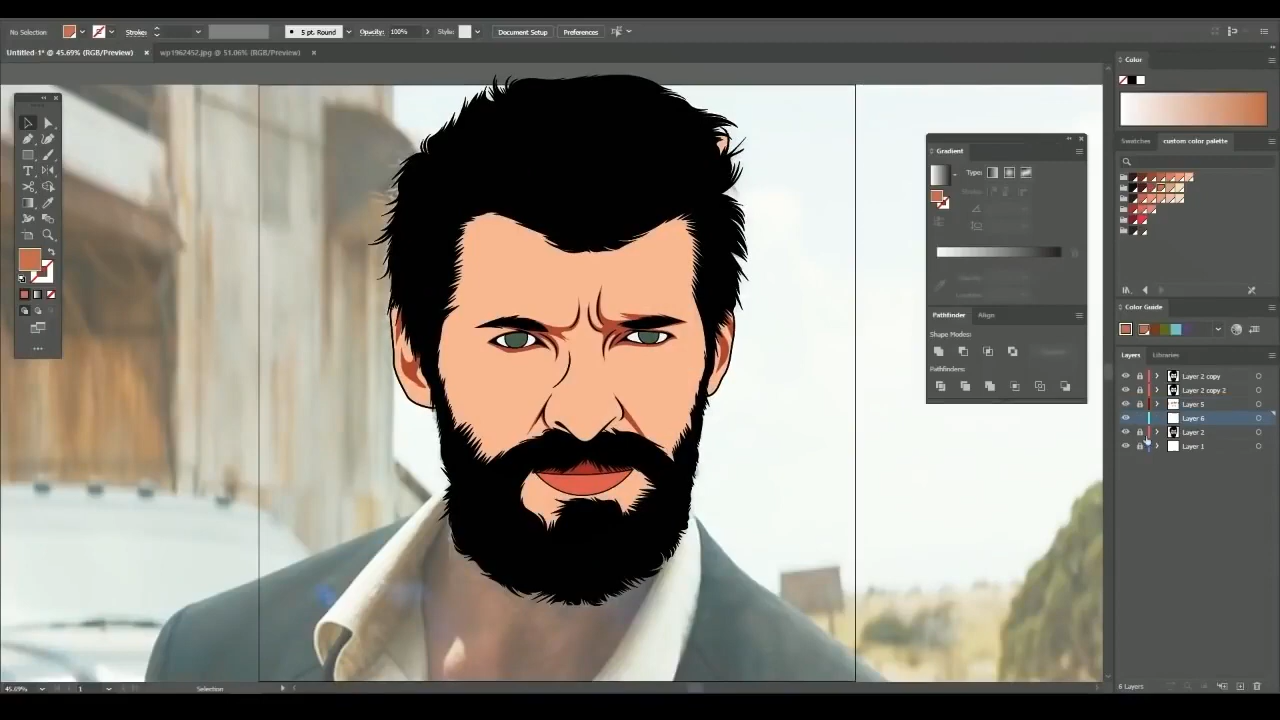 No Selection
Stroke:
5 pt. Round
Opacity: 100%
Style:
Document Setup
Preferences
Untitled-1* @ 45.69% (RGB/Preview) ×
wp1962452.jpg @ 51.06% (RGB/Preview) ×
Color
Swatches
custom color palette
Gradient
Type:
Stroke:
Pathfinder
Align
Shape Modes:
Pathfinders:
Color Guide
Layers
Libraries
Layer 2 copy
Layer 2 copy 2
Layer 5
Layer 6
Layer 2
Layer 1
45.69%
1
Selection
6 Layers